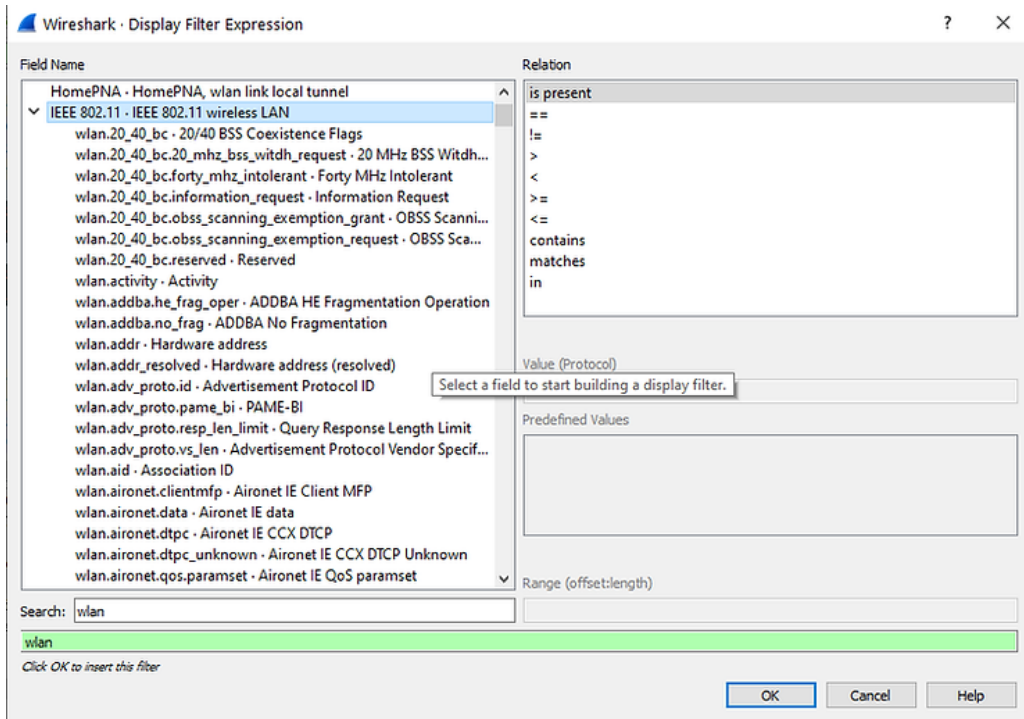 Wireshark · Display Filter Expression
? ×
Field Name
HomePNA · HomePNA, wlan link local tunnel
IEEE 802.11 · IEEE 802.11 wireless LAN
wlan.20_40_bc · 20/40 BSS Coexistence Flags
wlan.20_40_bc.20_mhz_bss_witdh_request · 20 MHz BSS Witdh...
wlan.20_40_bc.forty_mhz_intolerant · Forty MHz Intolerant
wlan.20_40_bc.information_request · Information Request
wlan.20_40_bc.obss_scanning_exemption_grant · OBSS Scanni...
wlan.20_40_bc.obss_scanning_exemption_request · OBSS Sca...
wlan.20_40_bc.reserved · Reserved
wlan.activity · Activity
wlan.addba.he_frag_oper · ADDBA HE Fragmentation Operation
wlan.addba.no_frag · ADDBA No Fragmentation
wlan.addr · Hardware address
wlan.addr_resolved · Hardware address (resolved)
wlan.adv_proto.id · Advertisement Protocol ID
wlan.adv_proto.pame_bi · PAME-BI
wlan.adv_proto.resp_len_limit · Query Response Length Limit
wlan.adv_proto.vs_len · Advertisement Protocol Vendor Specif...
wlan.aid · Association ID
wlan.aironet.clientmfp · Aironet IE Client MFP
wlan.aironet.data · Aironet IE data
wlan.aironet.dtpc · Aironet IE CCX DTCP
wlan.aironet.dtpc_unknown · Aironet IE CCX DTCP Unknown
wlan.aironet.qos.paramset · Aironet IE QoS paramset
Search: wlan
Relation
is present
==
!=
>
<
>=
<=
contains
matches
in
Value (Protocol)
Select a field to start building a display filter.
Predefined Values
Range (offset:length)
wlan
Click OK to insert this filter
OK
Cancel
Help